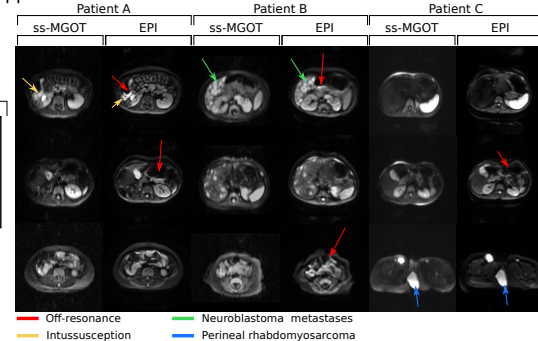 Patient A Patient B Patient C
ss-MGOT EPI ss-MGOT EPI ss-MGOT EPI
Off-resonance Neuroblastoma metastases
Intussusception Perineal rhabdomyosarcoma